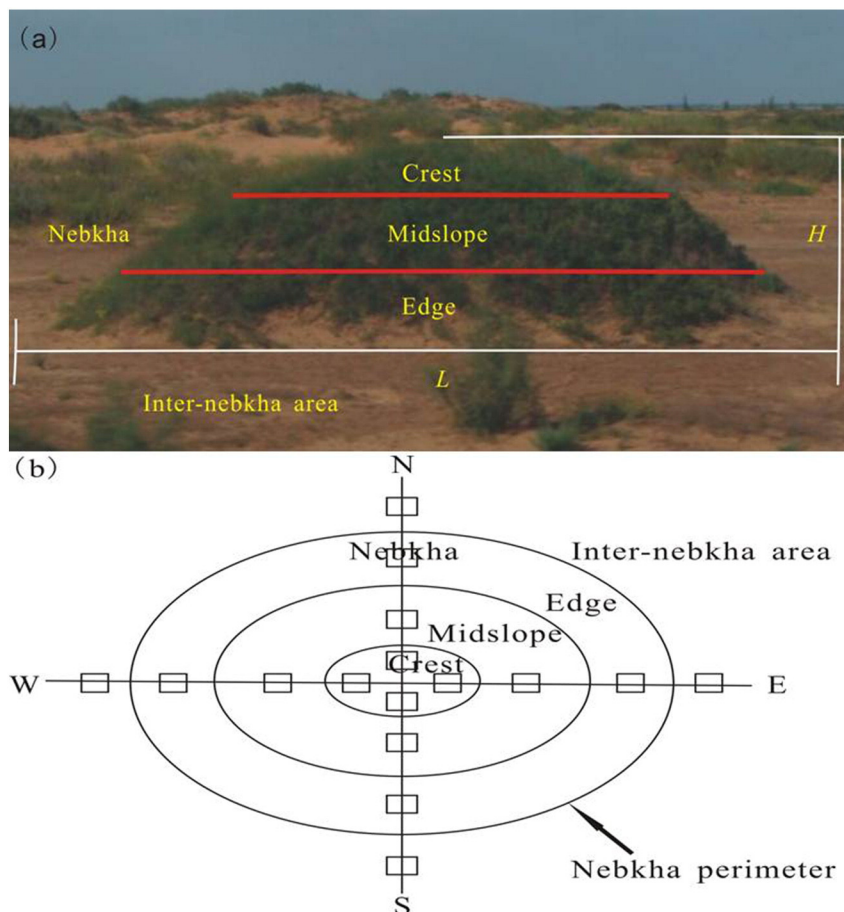 (a)
Crest
Nebkha
Midslope
H
Edge
L
Inter-nebkha area
(b)
N
Nebkha
Inter-nebkha area
Edge
Midslope
Crest
W
E
Nebkha perimeter
S